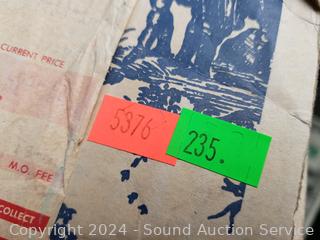 CURRENT PRICE
5376
235.
M.O. FEE
COLLECT
Copyright © 2024 - Sound Auction Service